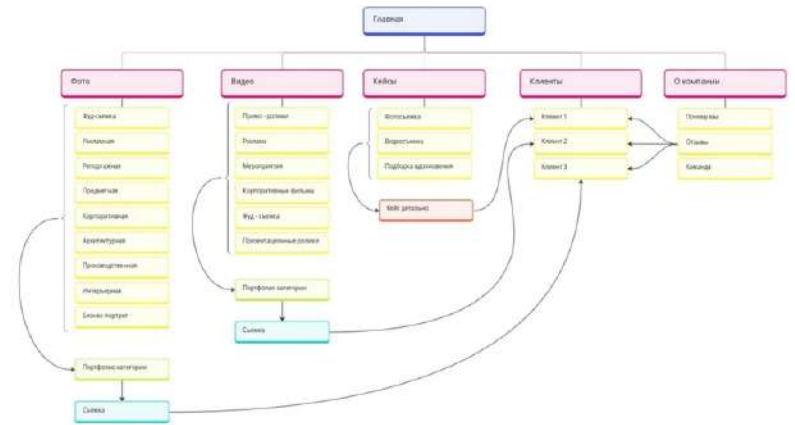 Главная
Фото
Видео
Кейсы
Клиенты
О компании
Фуд-съемка
Рекламная
Репортажная
Предметная
Корпоративная
Архитектурная
Производственная
Интерьерная
Бизнес портрет
Портфолио категории
Съемка
Промо - ролики
Реклама
Мероприятия
Корпоративные фильмы
Фуд - съемка
Презентационные ролики
Портфолио категории
Съемка
Фотосъемка
Видеосъемка
Подборка вдохновения
Кейс детально
Клиент 1
Клиент 2
Клиент 3
Почему мы
Отзывы
Команда